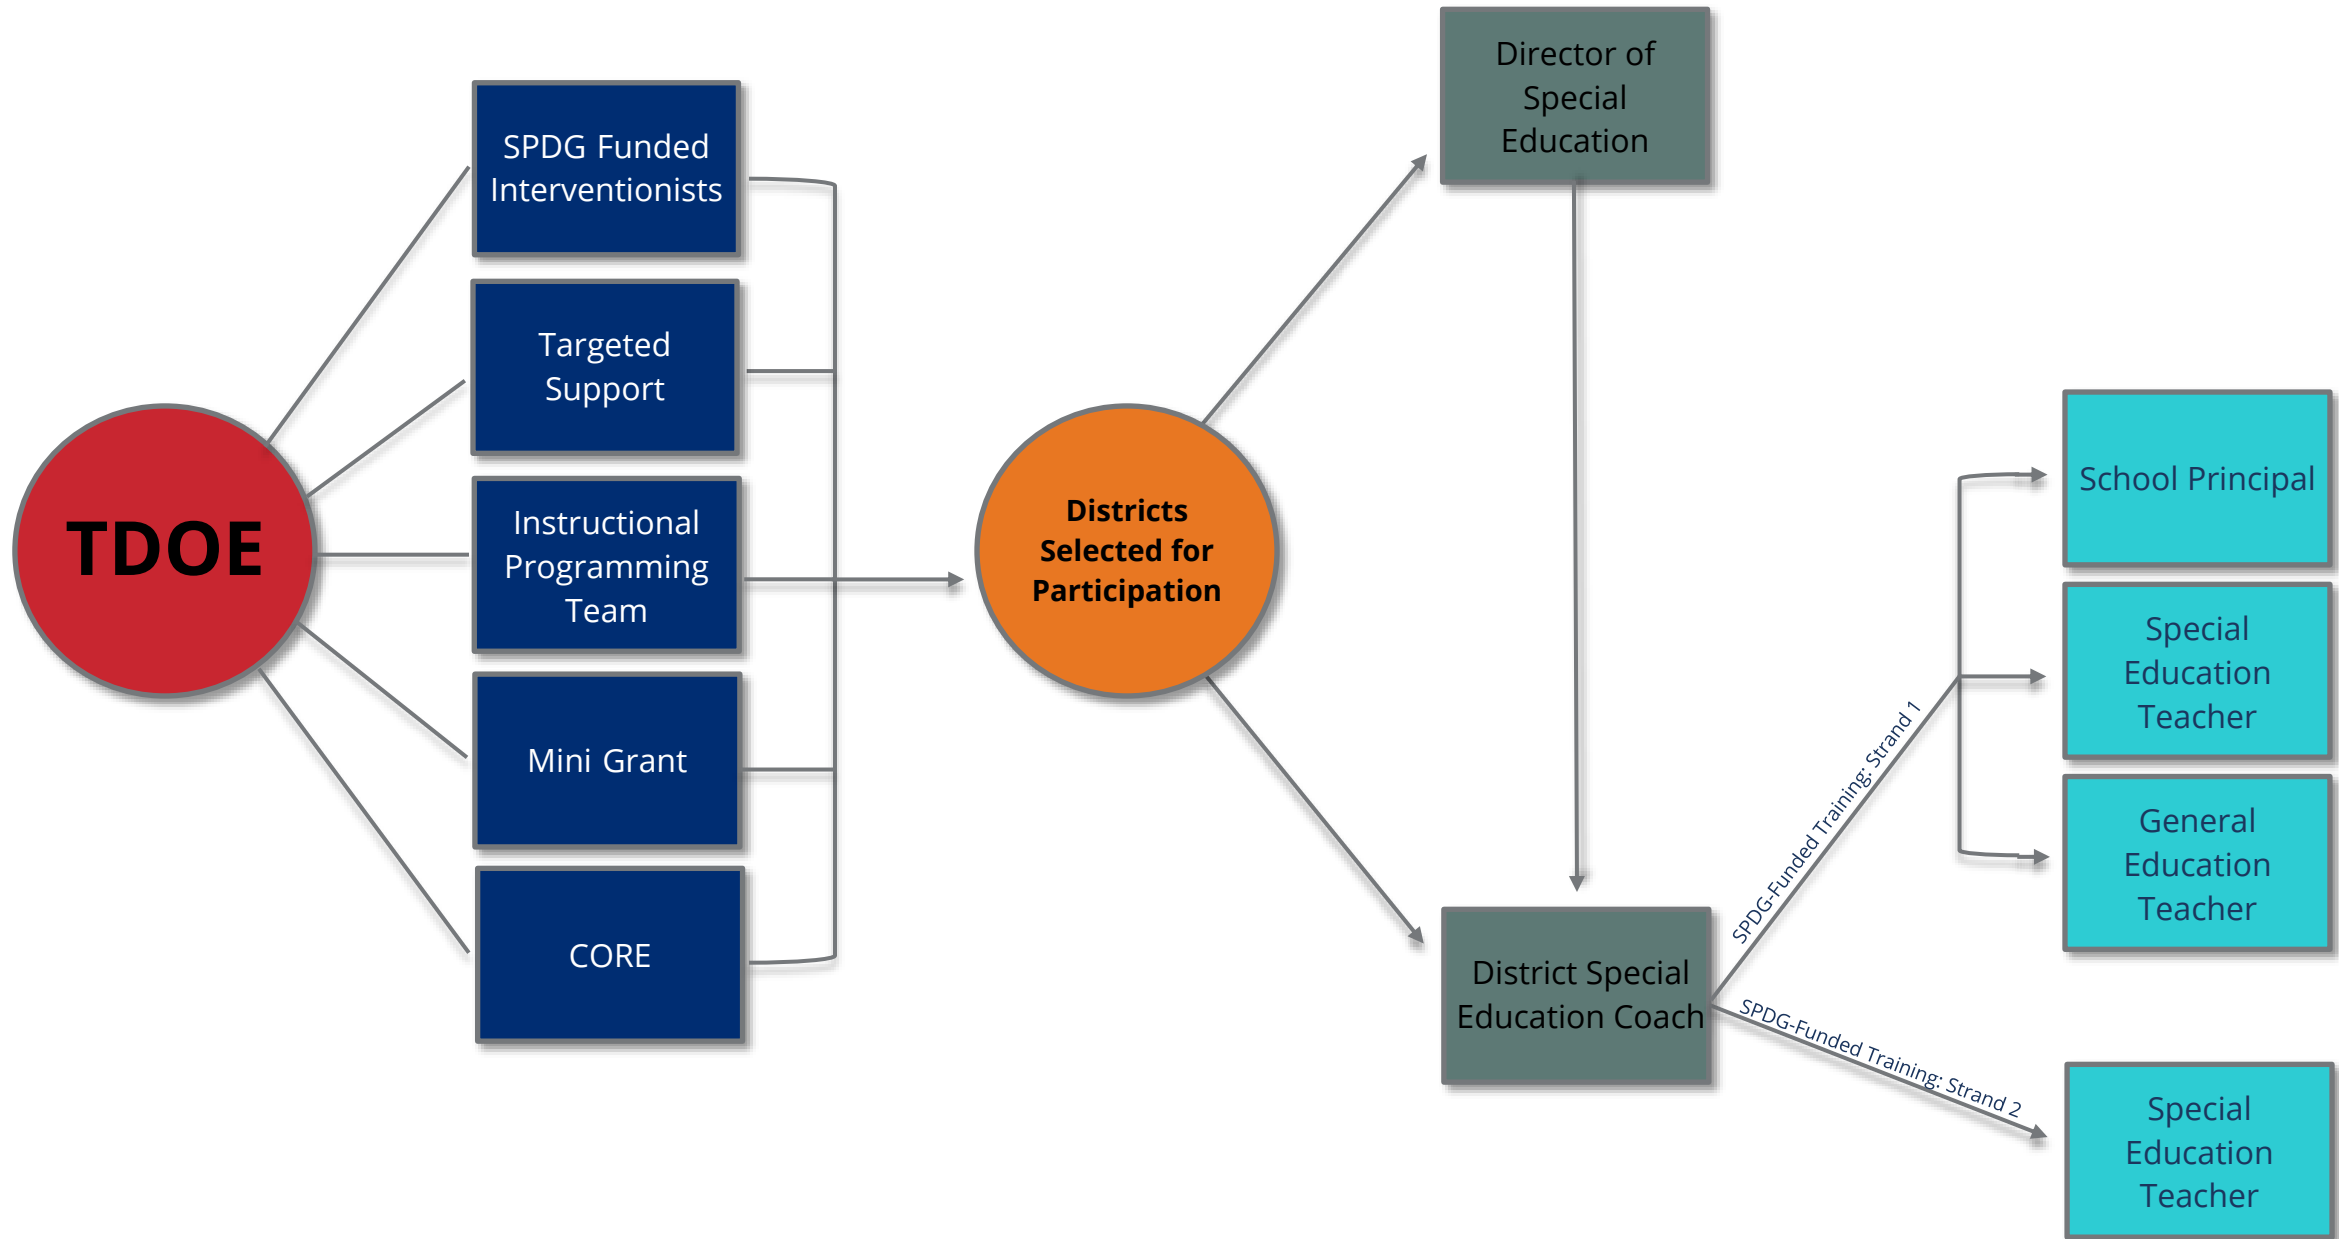 TDOE
SPDG Funded
Interventionists
Targeted
Support
Instructional
Programming
Team
Mini Grant
CORE
Districts
Selected for
Participation
Director of
Special
Education
District Special
Education Coach
SPDG-Funded Training: Strand 1
SPDG-Funded Training: Strand 2
School Principal
Special
Education
Teacher
General
Education
Teacher
Special
Education
Teacher